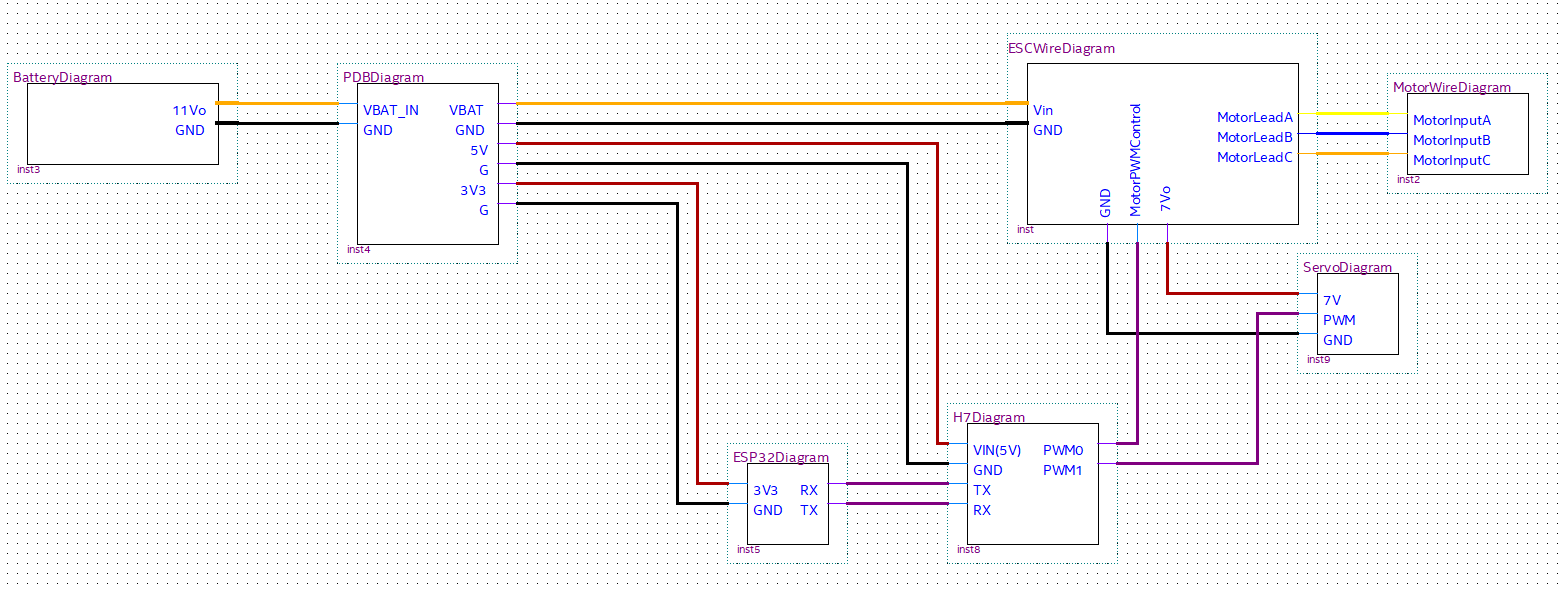 BatteryDiagram
11Vo
GND
inst3
PDBDiagram
VBAT_IN
GND
VBAT
GND
5V
G
3V3
G
inst4
ESCWireDiagram
Vin
GND
MotorLeadA
MotorLeadB
MotorLeadC
GND
MotorPWMControl
7Vo
inst
MotorWireDiagram
MotorInputA
MotorInputB
MotorInputC
inst2
ServoDiagram
7V
PWM
GND
inst9
ESP32Diagram
3V3
GND
RX
TX
inst5
H7Diagram
VIN(5V)
GND
TX
RX
PWM0
PWM1
inst8